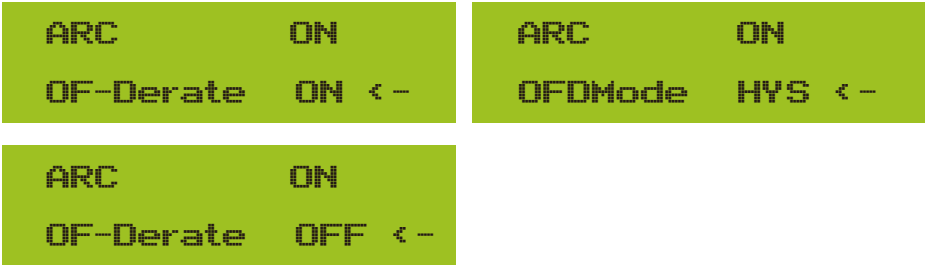 ARC ON
OF-Derate ON <-
ARC ON
OFDMode HYS <-
ARC ON
OF-Derate OFF <-